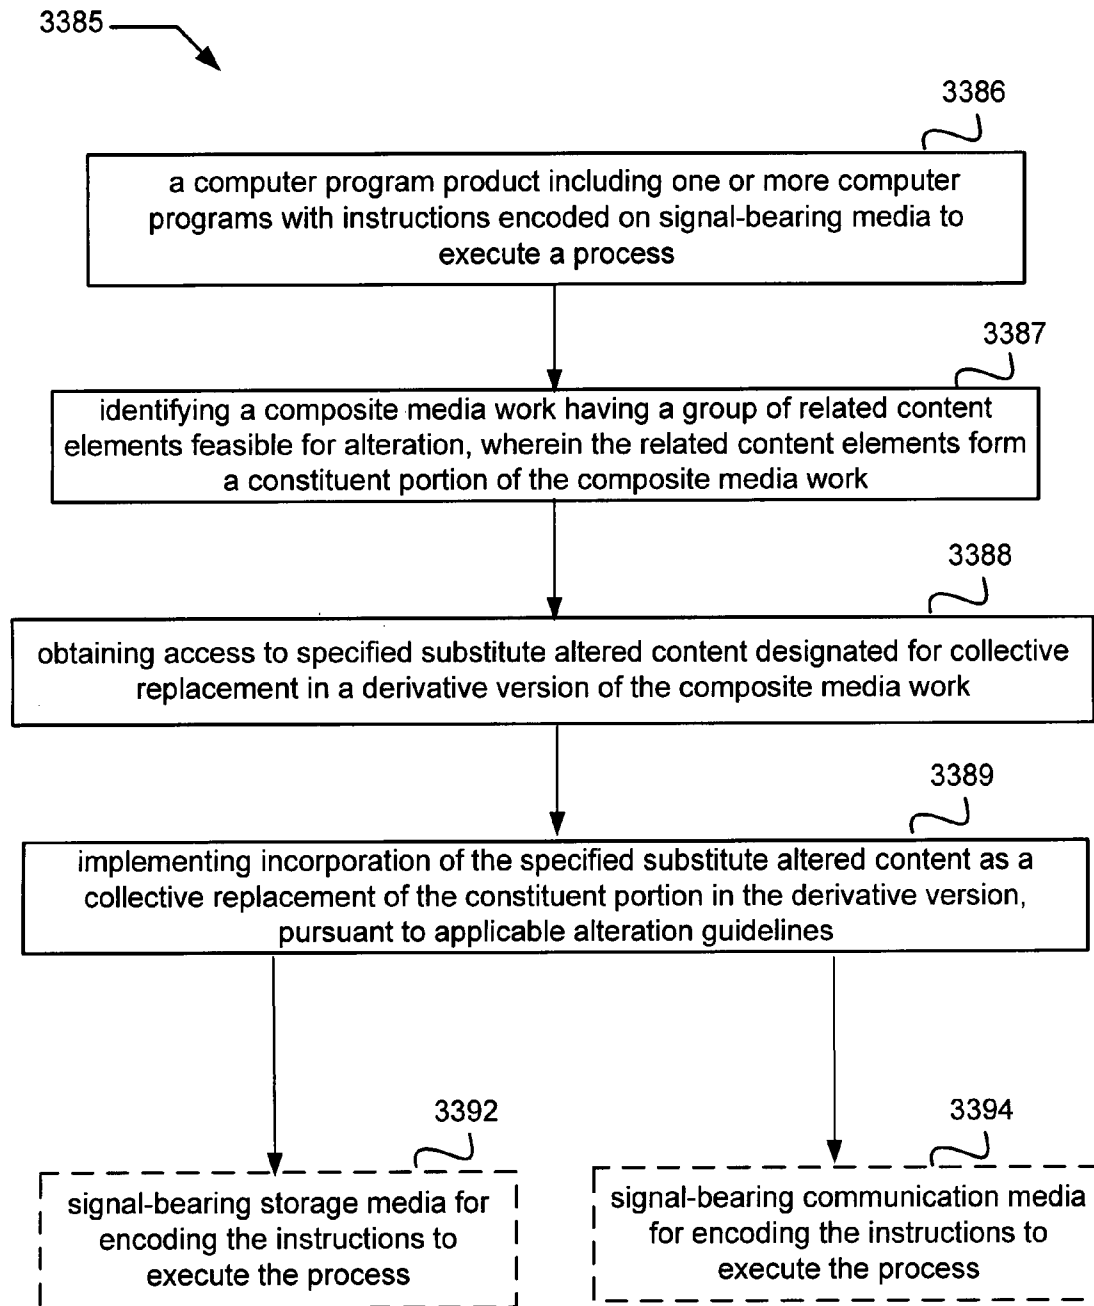 3385
3386
a computer program product including one or more computer
programs with instructions encoded on signal-bearing media to
execute a process
3387
identifying a composite media work having a group of related content
elements feasible for alteration, wherein the related content elements form
a constituent portion of the composite media work
3388
obtaining access to specified substitute altered content designated for collective
replacement in a derivative version of the composite media work
3389
implementing incorporation of the specified substitute altered content as a
collective replacement of the constituent portion in the derivative version,
pursuant to applicable alteration guidelines
3392
signal-bearing storage media for
encoding the instructions to
execute the process
3394
signal-bearing communication media
for encoding the instructions to
execute the process